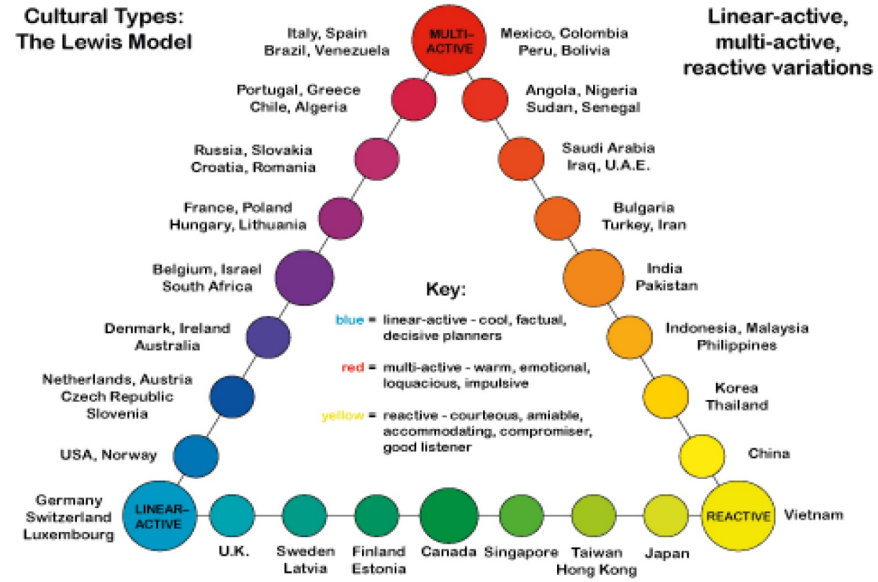 Cultural Types:
The Lewis Model
Linear-active,
multi-active,
reactive variations
MULTI-
ACTIVE
Italy, Spain
Brazil, Venezuela
Mexico, Colombia
Peru, Bolivia
Portugal, Greece
Chile, Algeria
Angola, Nigeria
Sudan, Senegal
Russia, Slovakia
Croatia, Romania
Saudi Arabia
Iraq, U.A.E.
France, Poland
Hungary, Lithuania
Bulgaria
Turkey, Iran
Belgium, Israel
South Africa
India
Pakistan
Key:
blue = linear-active - cool, factual,
decisive planners
red = multi-active - warm, emotional,
loquacious, impulsive
yellow = reactive - courteous, amiable,
accommodating, compromiser,
good listener
Denmark, Ireland
Australia
Indonesia, Malaysia
Philippines
Netherlands, Austria
Czech Republic
Slovenia
Korea
Thailand
USA, Norway
China
Germany
Switzerland
Luxembourg
LINEAR-
ACTIVE
REACTIVE
Vietnam
U.K.
Sweden
Latvia
Finland
Estonia
Canada
Singapore
Taiwan
Hong Kong
Japan